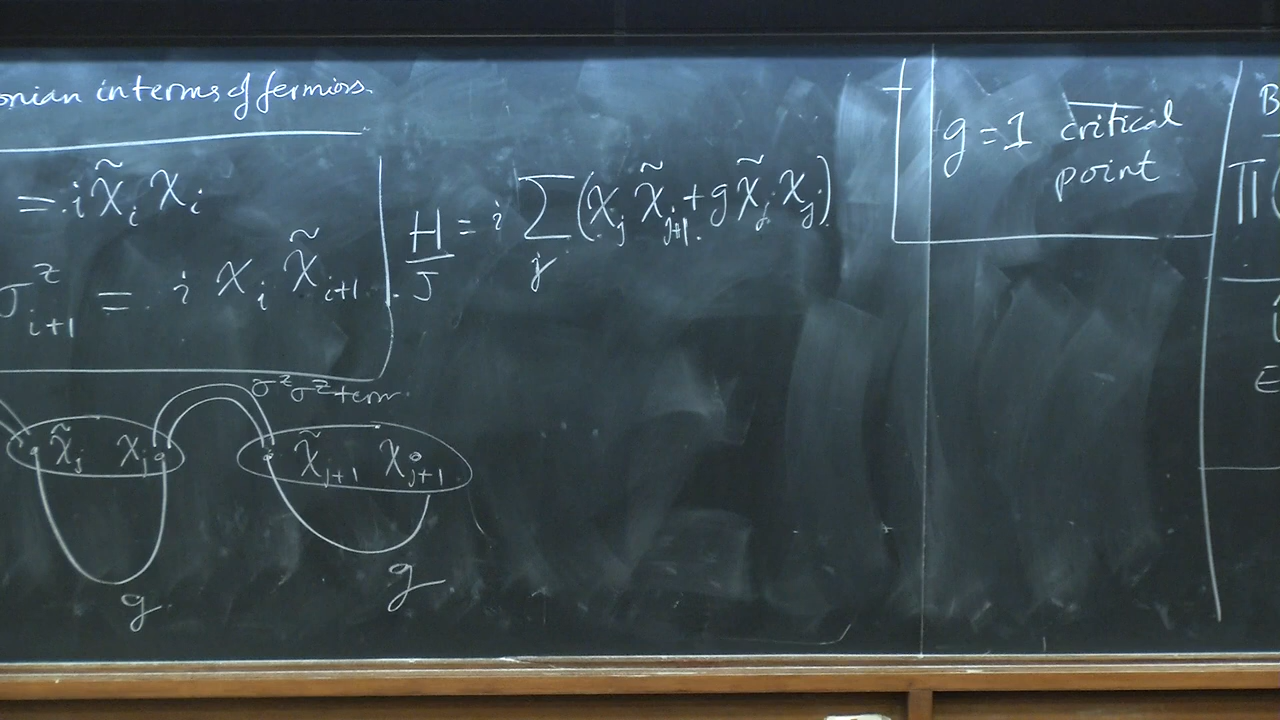 onian in terms of fermions.
= i χ̃_i χ_i
σ^z_{i+1} = i χ_i χ̃_{i+1}
H/J = i ∑_j (χ_j χ̃_{j+1} + g χ̃_j χ_j)
σ^z σ^z term.
χ̃_j χ_j
χ̃_{j+1} χ_{j+1}
g
g
g = 1 critical
point
B
Π (
E